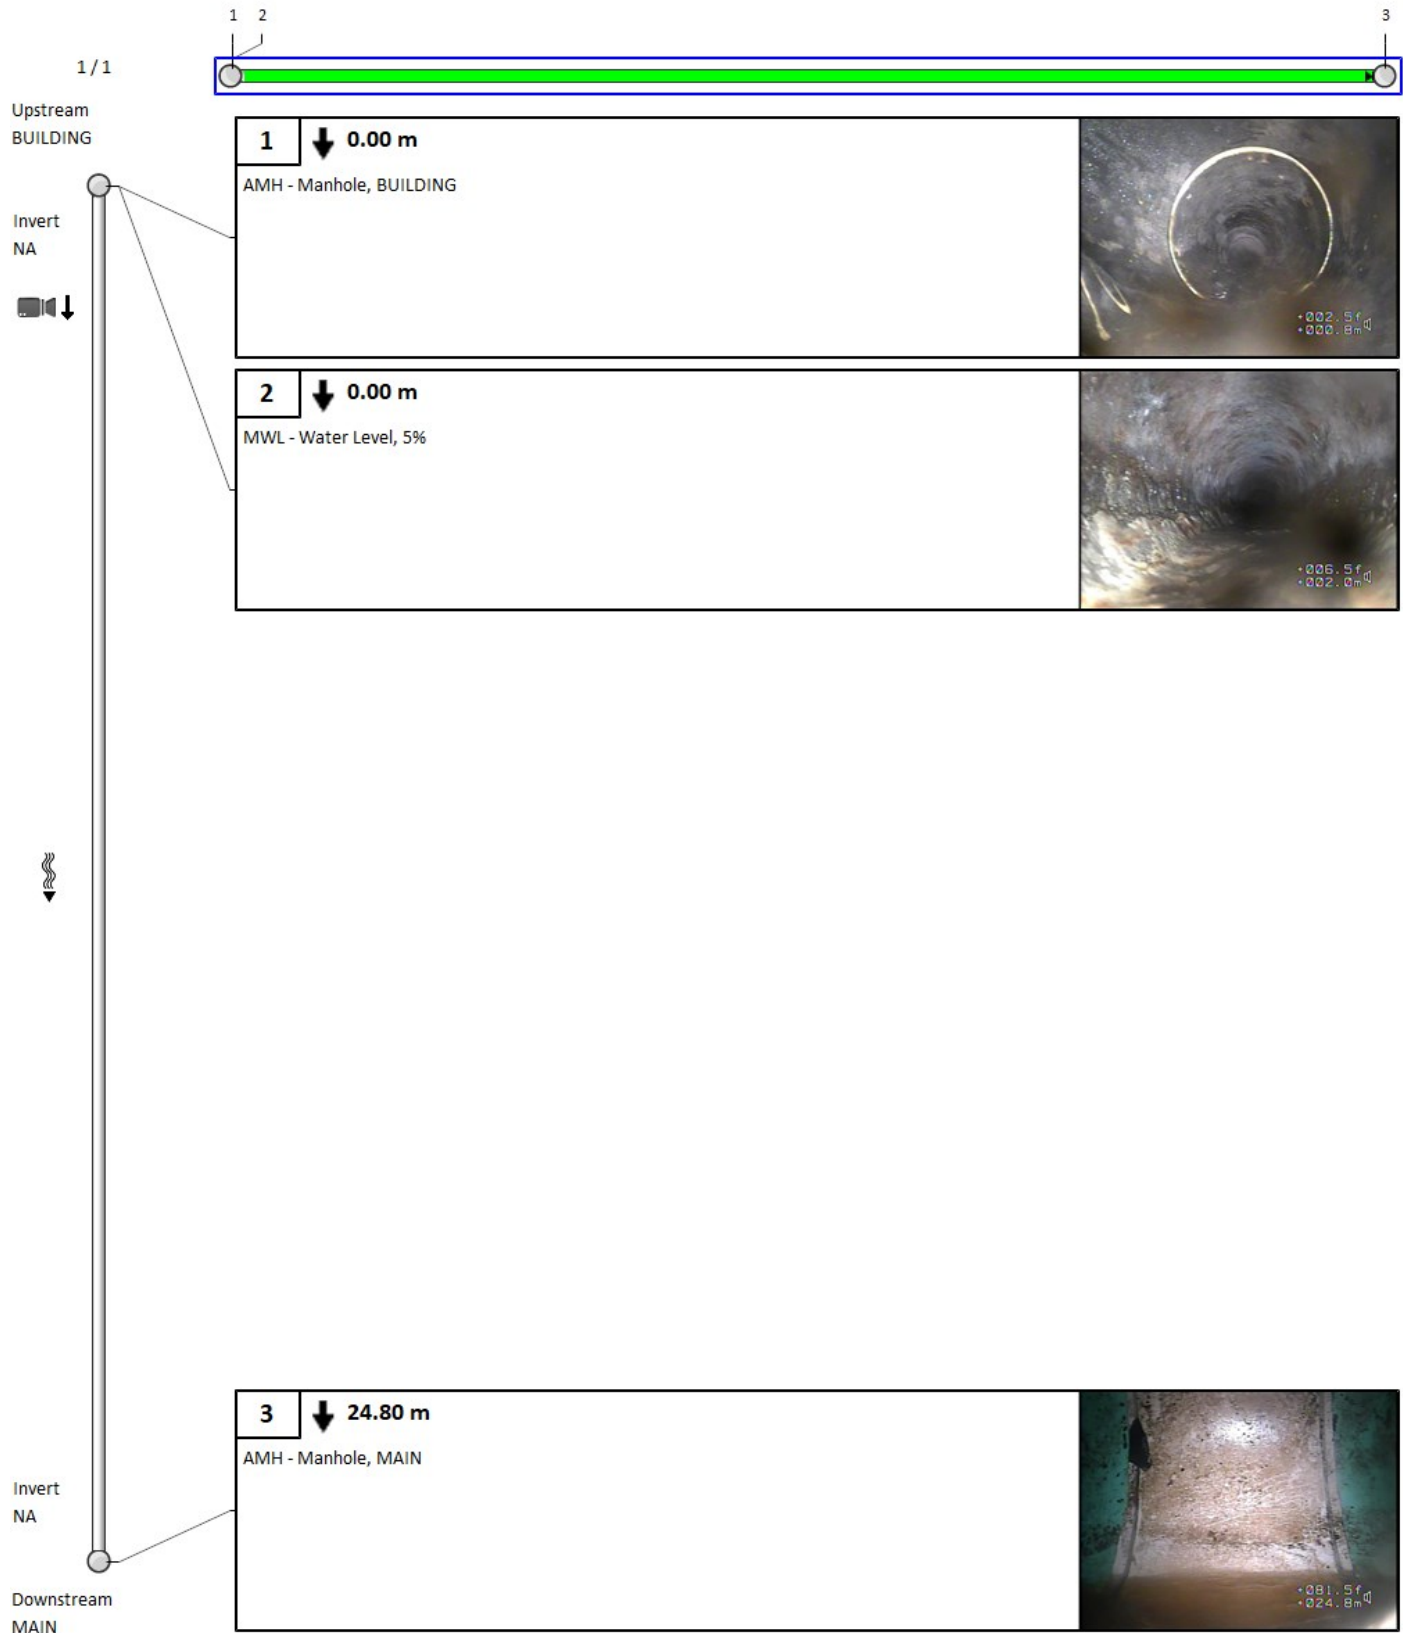 1 2 3
1 / 1
Upstream
BUILDING
1 0.00 m
AMH - Manhole, BUILDING
Invert
NA
+002.5f
+000.8m
2 0.00 m
MWL - Water Level, 5%
+006.5f
+002.0m
3 24.80 m
AMH - Manhole, MAIN
Invert
NA
+081.5f
+024.8m
Downstream
MAIN